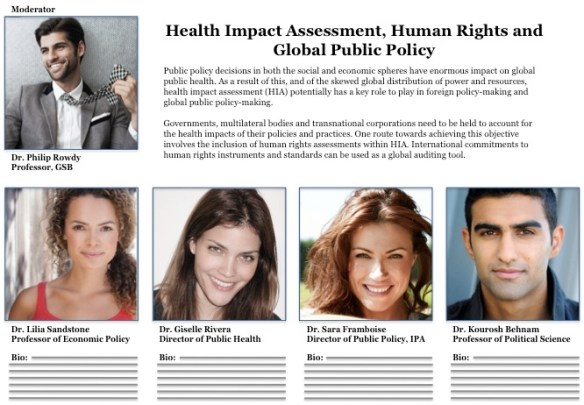 Moderator
Health Impact Assessment, Human Rights and
Global Public Policy
Public policy decisions in both the social and economic spheres have enormous impact on global
public health. As a result of this, and of the skewed global distribution of power and resources,
health impact assessment (HIA) potentially has a key role to play in foreign policy-making and
global public policy-making.
Governments, multilateral bodies and transnational corporations need to be held to account for
the health impacts of their policies and practices. One route towards achieving this objective
involves the inclusion of human rights assessments within HIA. International commitments to
human rights instruments and standards can be used as a global auditing tool.
Dr. Philip Rowdy
Professor, GSB
Dr. Lilia Sandstone
Professor of Economic Policy
Bio:
Dr. Giselle Rivera
Director of Public Health
Bio:
Dr. Sara Framboise
Director of Public Policy, IPA
Bio:
Dr. Kourosh Behnam
Professor of Political Science
Bio: